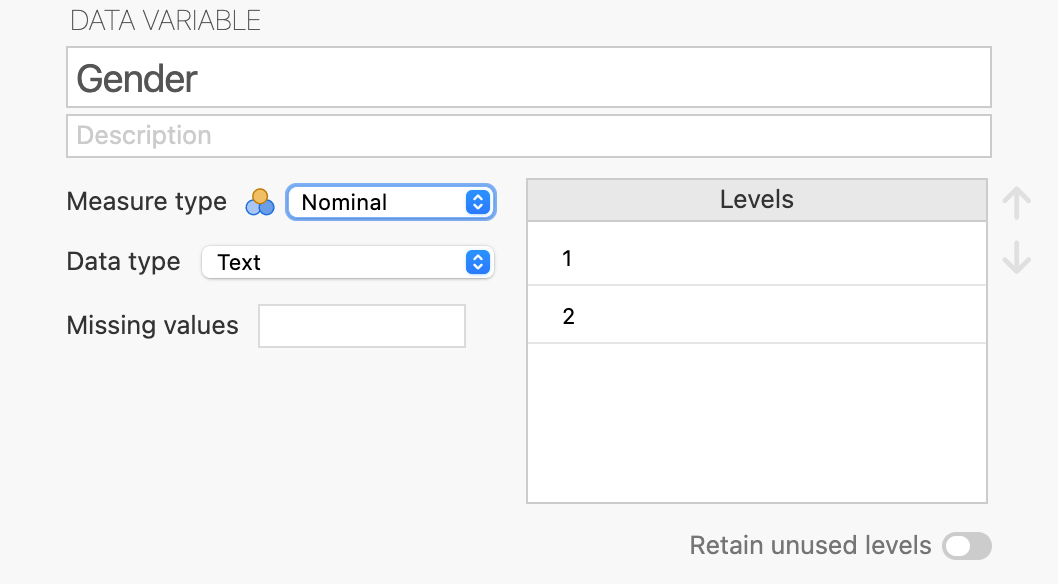 DATA VARIABLE
Gender
Description
Measure type Nominal
Levels
Data type Text
1
Missing values
2
Retain unused levels